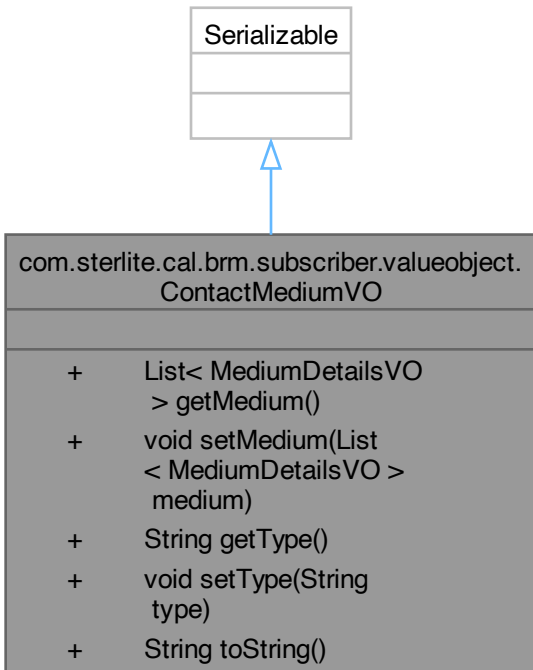 Serializable
com.sterlite.cal.brm.subscriber.valueobject.
ContactMediumVO
+ List< MediumDetailsVO
> getMedium()
+ void setMedium(List
< MediumDetailsVO >
medium)
+ String getType()
+ void setType(String
type)
+ String toString()